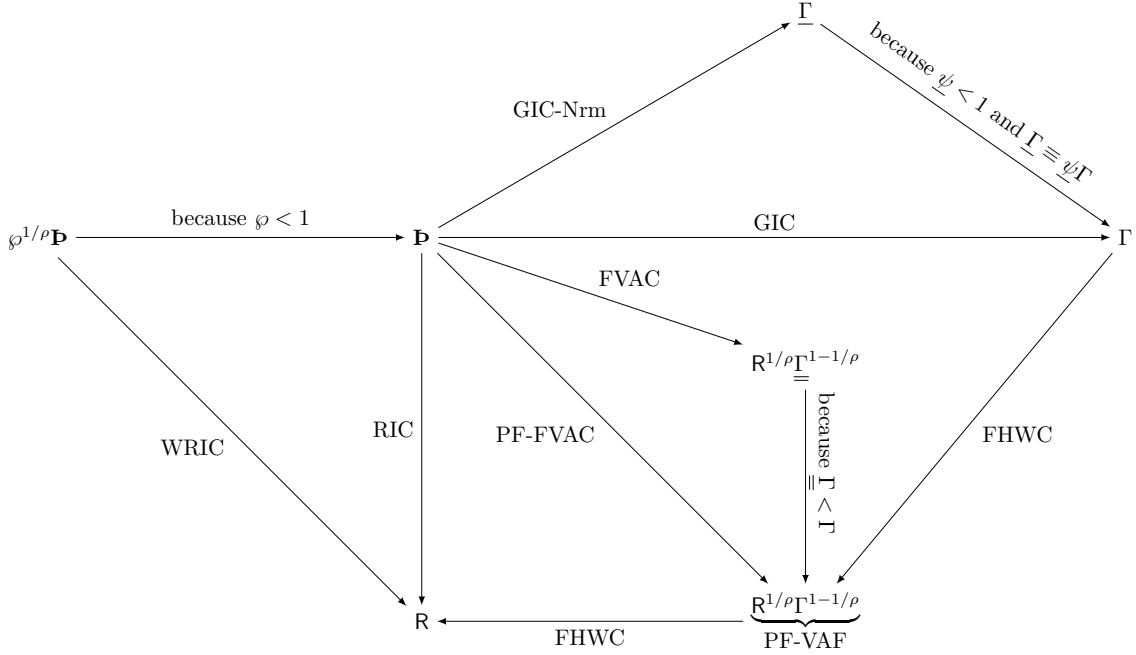 Γ̲
because ψ̲ < 1 and Γ̲ ≡ ψ̲Γ
GIC-Nrm
℘^{1/ρ}Þ
because ℘ < 1
Þ
GIC
Γ
FVAC
R^{1/ρ}Γ̳^{1−1/ρ}
because Γ̳ < Γ
WRIC
RIC
PF-FVAC
FHWC
R^{1/ρ}Γ^{1−1/ρ}
R
FHWC
PF-VAF